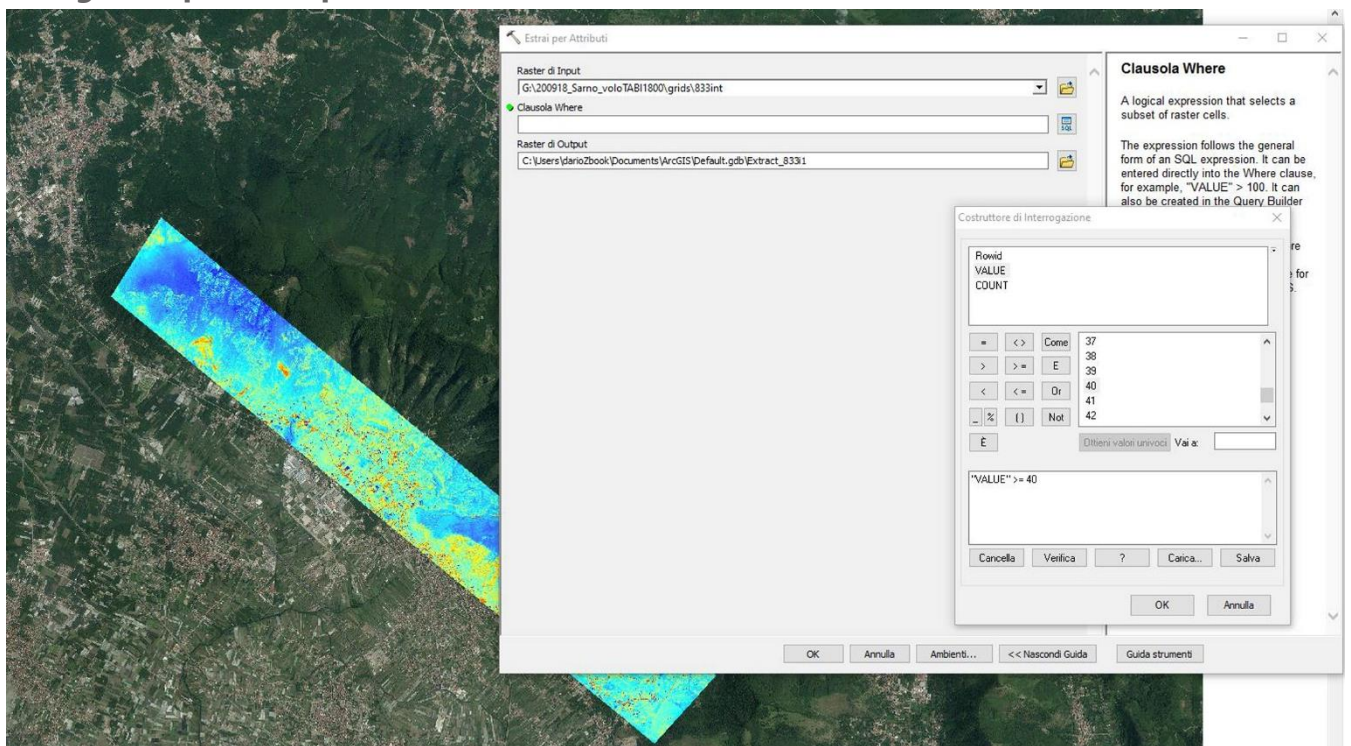 Estrai per Attributi
Raster di Input
G:\200918_Sarno_voloTABI1800\grids\833int
Clausola Where
SQL
Raster di Output
C:\Users\darioZbook\Documents\ArcGIS\Default.gdb\Extract_833i1
Clausola Where
A logical expression that selects a
subset of raster cells.
The expression follows the general
form of an SQL expression. It can be
entered directly into the Where clause,
for example, "VALUE" > 100. It can
also be created in the Query Builder
re
for
S.
Costruttore di Interrogazione
Rowid
VALUE
COUNT
= <> Come
> >= E
< <= Or
_ % () Not
È
37
38
39
40
41
42
Ottieni valori univoci Vai a:
"VALUE" >= 40
Cancella Verifica ? Carica... Salva
OK Annulla
OK Annulla Ambienti... << Nascondi Guida Guida strumenti